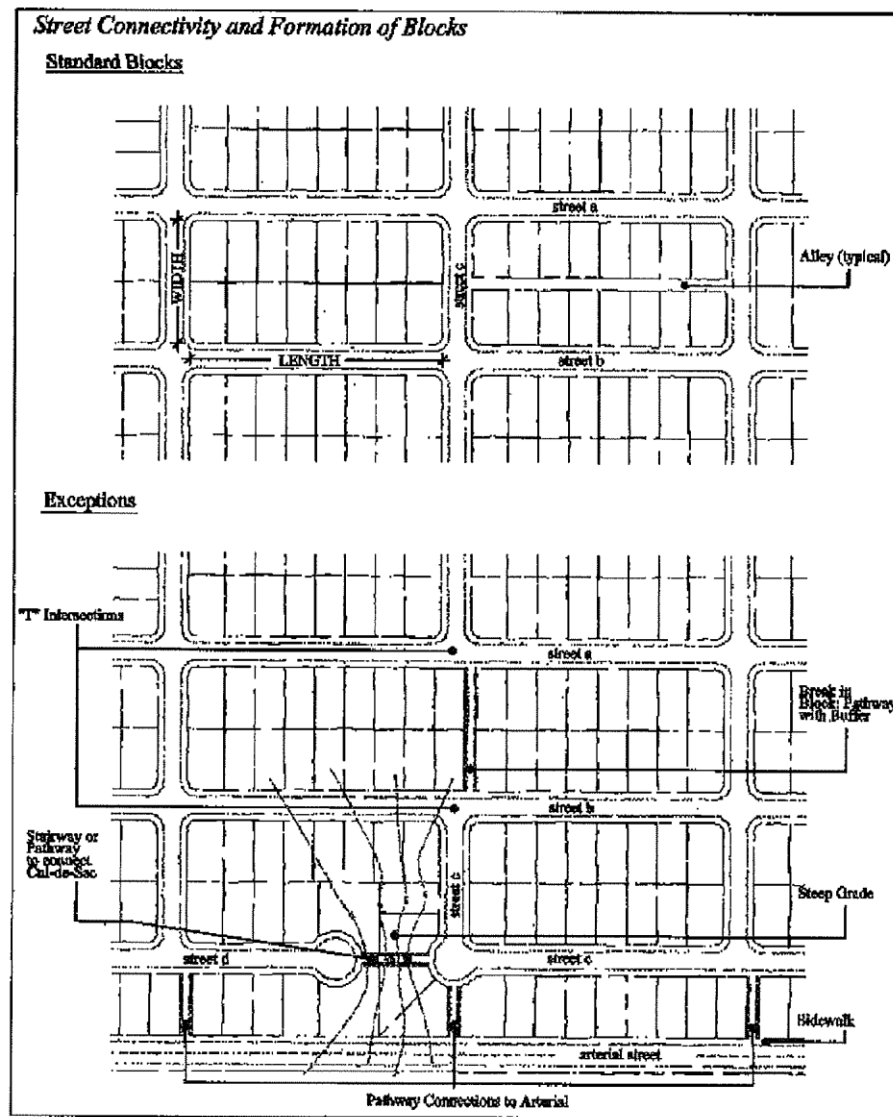 Street Connectivity and Formation of Blocks
Standard Blocks
street a
Alley (typical)
WIDTH
street c
LENGTH
street b
Exceptions
"T" Intersections
street a
Break in
Block: Pathway
with Buffer
street b
Stairway or
Pathway
to connect
Cul-de-Sac
street c
Steep Grade
street d
street c
Sidewalk
arterial street
Pathway Connections to Arterial